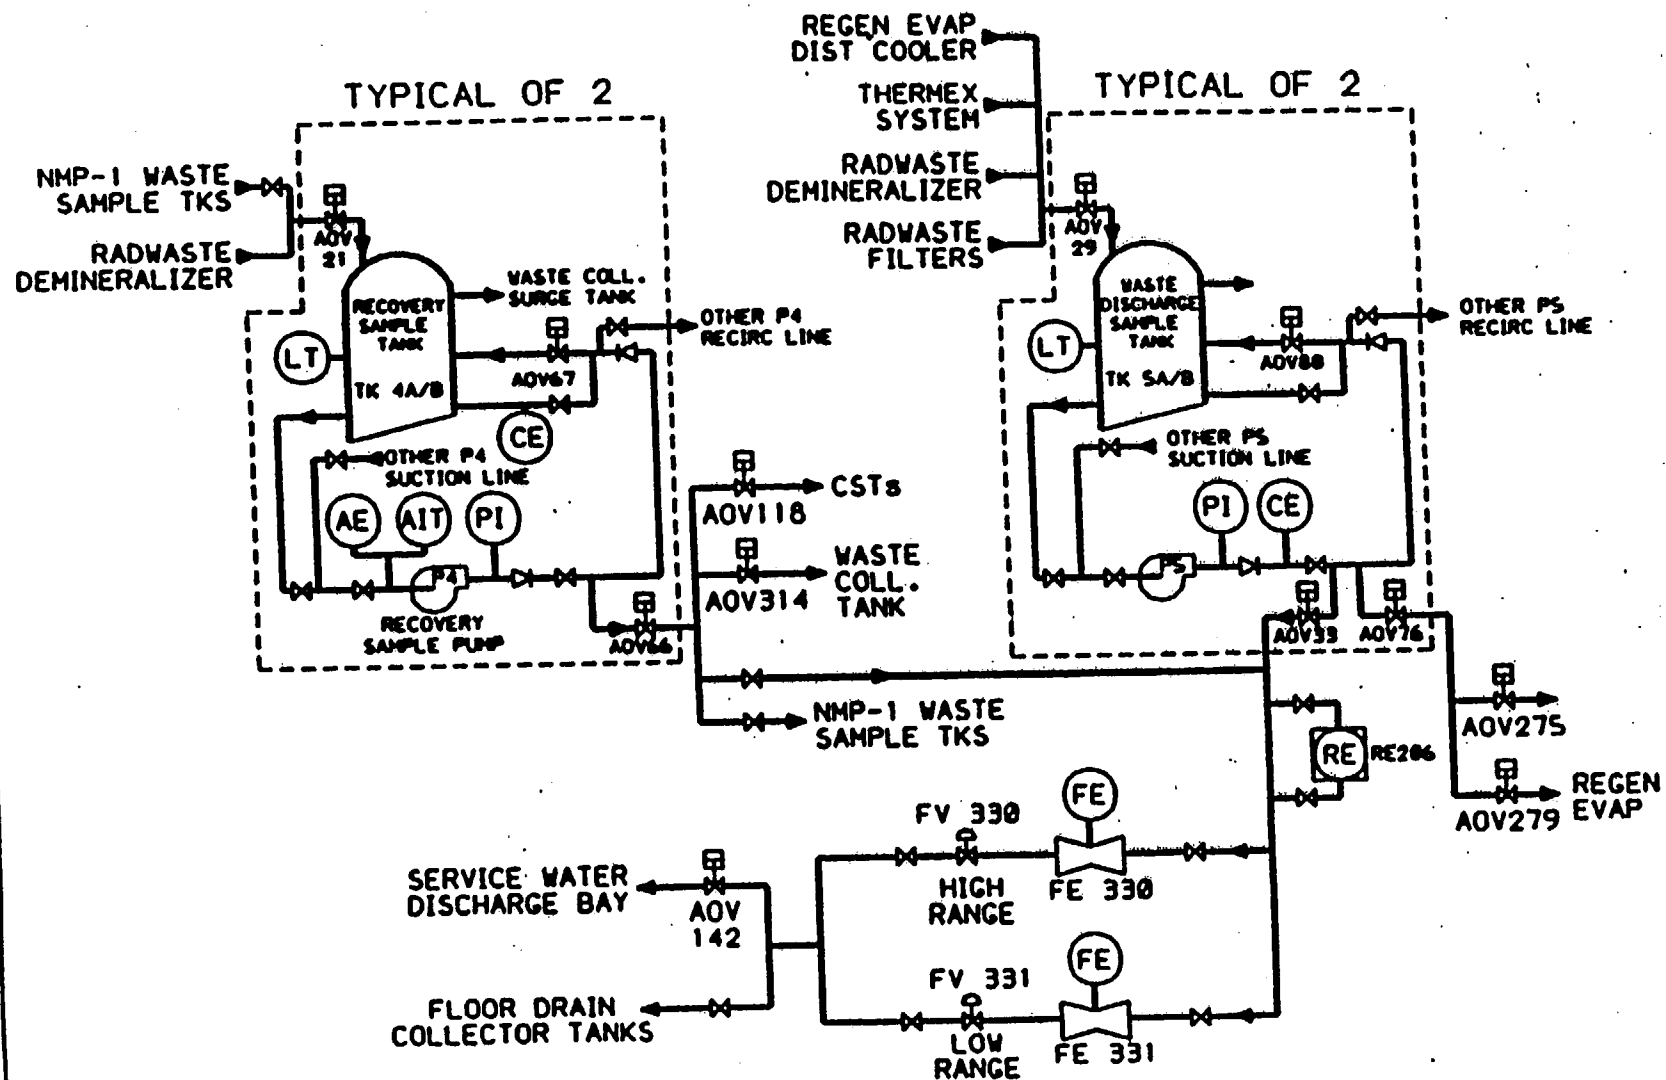 REGEN EVAP
DIST COOLER
THERMEX
SYSTEM
RADWASTE
DEMINERALIZER
RADWASTE
FILTERS
TYPICAL OF 2
NMP-1 WASTE
SAMPLE TKS
RADWASTE
DEMINERALIZER
AOV
21
RECOVERY
SAMPLE
TANK
TK 4A/B
WASTE COLL.
SURGE TANK
OTHER P4
RECIRC LINE
AOV67
LT
CE
OTHER P4
SUCTION LINE
AE
AIT
PI
P4
RECOVERY
SAMPLE PUMP
AOV66
TYPICAL OF 2
AOV
29
WASTE
DISCHARGE
SAMPLE
TANK
TK 5A/B
LT
OTHER P5
RECIRC LINE
AOV88
OTHER P5
SUCTION LINE
PI
CE
P5
AOV33
AOV76
AOV118
CSTs
AOV314
WASTE
COLL.
TANK
NMP-1 WASTE
SAMPLE TKS
RE
RE206
AOV275
AOV279
REGEN
EVAP
FV 330
HIGH
RANGE
FE
FE 330
SERVICE WATER
DISCHARGE BAY
AOV
142
FV 331
LOW
RANGE
FE
FE 331
FLOOR DRAIN
COLLECTOR TANKS